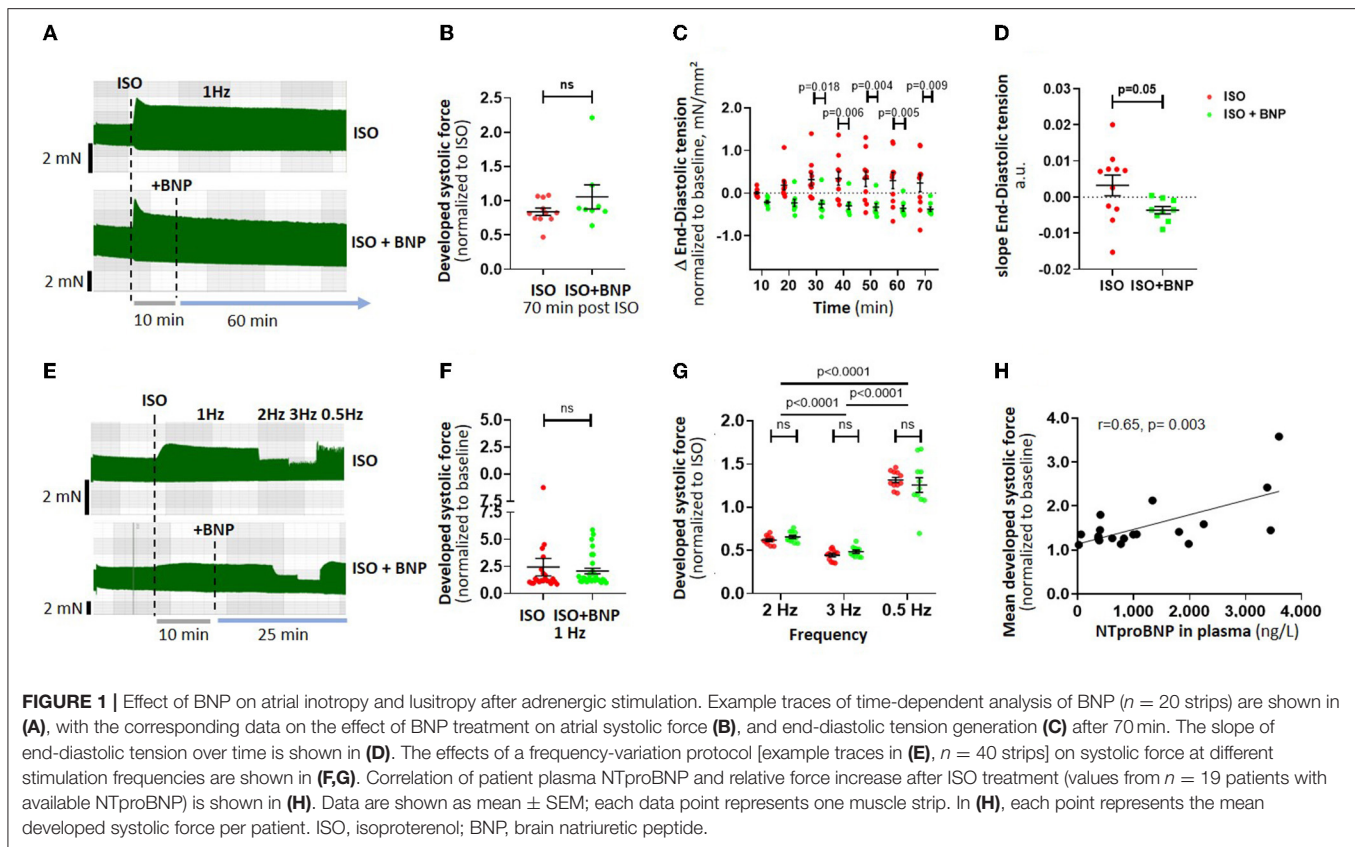 A
ISO
1Hz
ISO
2 mN
+BNP
ISO + BNP
2 mN
10 min
60 min
B
ns
Developed systolic force
(normalized to ISO)
2.5
2.0
1.5
1.0
0.5
0.0
ISO ISO+BNP
70 min post ISO
C
Δ End-Diastolic tension
normalized to baseline, mN/mm²
p=0.018
p=0.004
p=0.009
p=0.006
p=0.005
2.0
1.0
0.0
-1.0
10 20 30 40 50 60 70
Time (min)
D
p=0.05
ISO
ISO + BNP
slope End-Diastolic tension
a.u.
0.03
0.02
0.01
0.00
-0.01
-0.02
ISO ISO+BNP
E
ISO
1Hz 2Hz 3Hz 0.5Hz
ISO
2 mN
+BNP
ISO + BNP
2 mN
10 min
25 min
F
ns
Developed systolic force
(normalized to baseline)
5.0
2.5
0.0
7.5
5.0
2.5
0.0
ISO ISO+BNP
1 Hz
G
p<0.0001
p<0.0001
p<0.0001
ns ns ns
Developed systolic force
(normalized to ISO)
2.0
1.5
1.0
0.5
0.0
2 Hz 3 Hz 0.5 Hz
Frequency
H
r=0.65, p= 0.003
Mean developed systolic force
(normalized to baseline)
4.0
3.0
2.0
1.0
0.0
0 1,000 2,000 3.000 4.000
NTproBNP in plasma (ng/L)
FIGURE 1 | Effect of BNP on atrial inotropy and lusitropy after adrenergic stimulation. Example traces of time-dependent analysis of BNP (n = 20 strips) are shown in
(A), with the corresponding data on the effect of BNP treatment on atrial systolic force (B), and end-diastolic tension generation (C) after 70 min. The slope of
end-diastolic tension over time is shown in (D). The effects of a frequency-variation protocol [example traces in (E), n = 40 strips] on systolic force at different
stimulation frequencies are shown in (F,G). Correlation of patient plasma NTproBNP and relative force increase after ISO treatment (values from n = 19 patients with
available NTproBNP) is shown in (H). Data are shown as mean ± SEM; each data point represents one muscle strip. In (H), each point represents the mean
developed systolic force per patient. ISO, isoproterenol; BNP, brain natriuretic peptide.